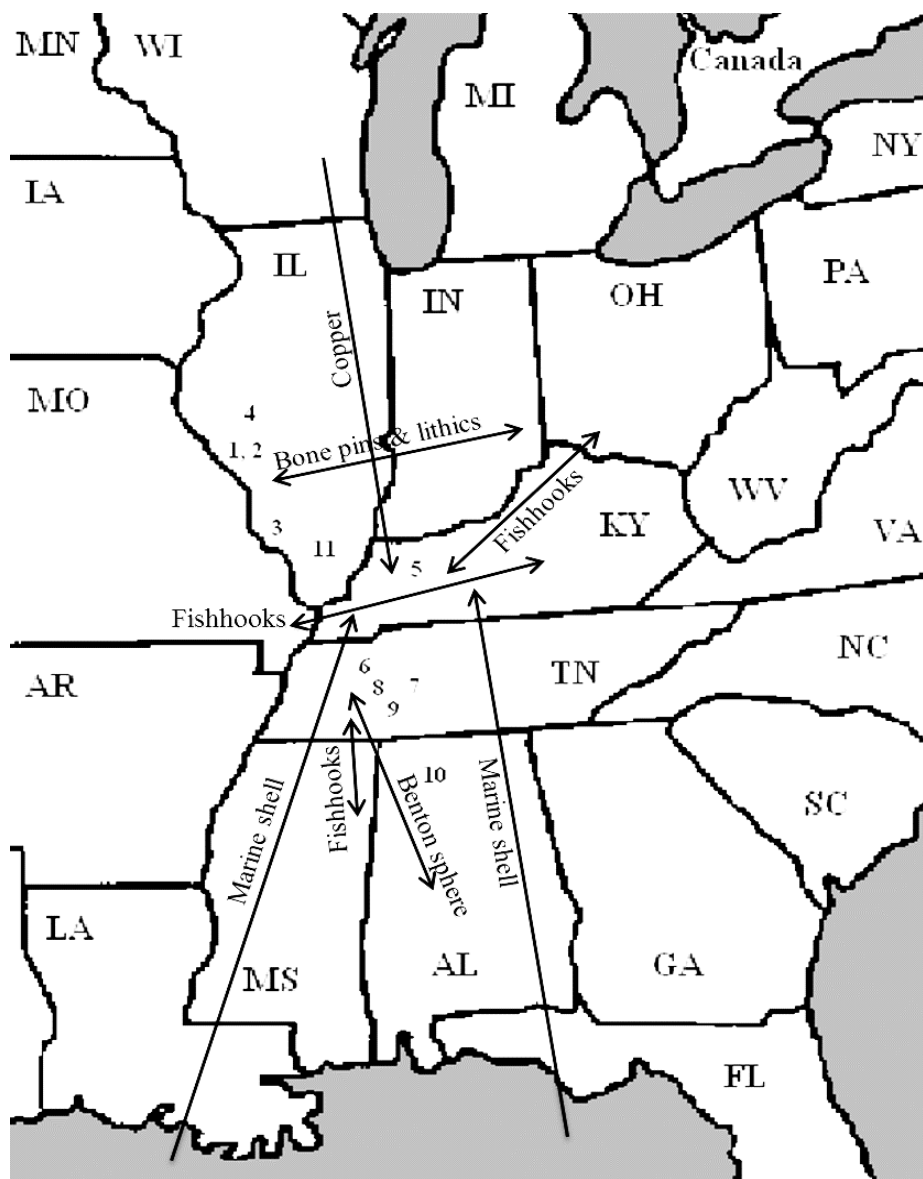 MN
WI
Canada
MI
NY
IA
IL
IN
OH
PA
Copper
MO
4
1, 2
Bone pins & lithics
WV
3
11
Fishhooks
KY
VA
5
Fishhooks
NC
AR
6
8
7
9
TN
10
Fishhooks
Benton sphere
Marine shell
Marine shell
SC
LA
MS
AL
GA
FL